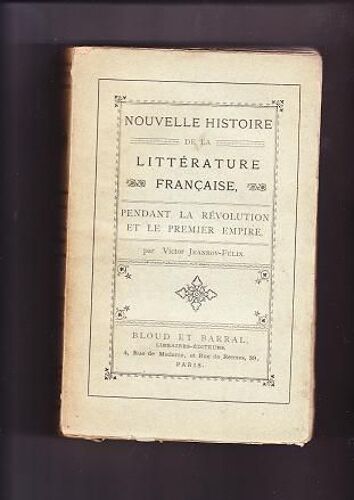 NOUVELLE HISTOIRE
DE LA
LITTÉRATURE
FRANÇAISE,
PENDANT LA RÉVOLUTION
ET LE PREMIER EMPIRE,
par Victor JEANROY-FÉLIX
BLOUD ET BARRAL,
LIBRAIRES-ÉDITEURS,
4, Rue de Madame, et Rue de Rennes, 59,
PARIS.